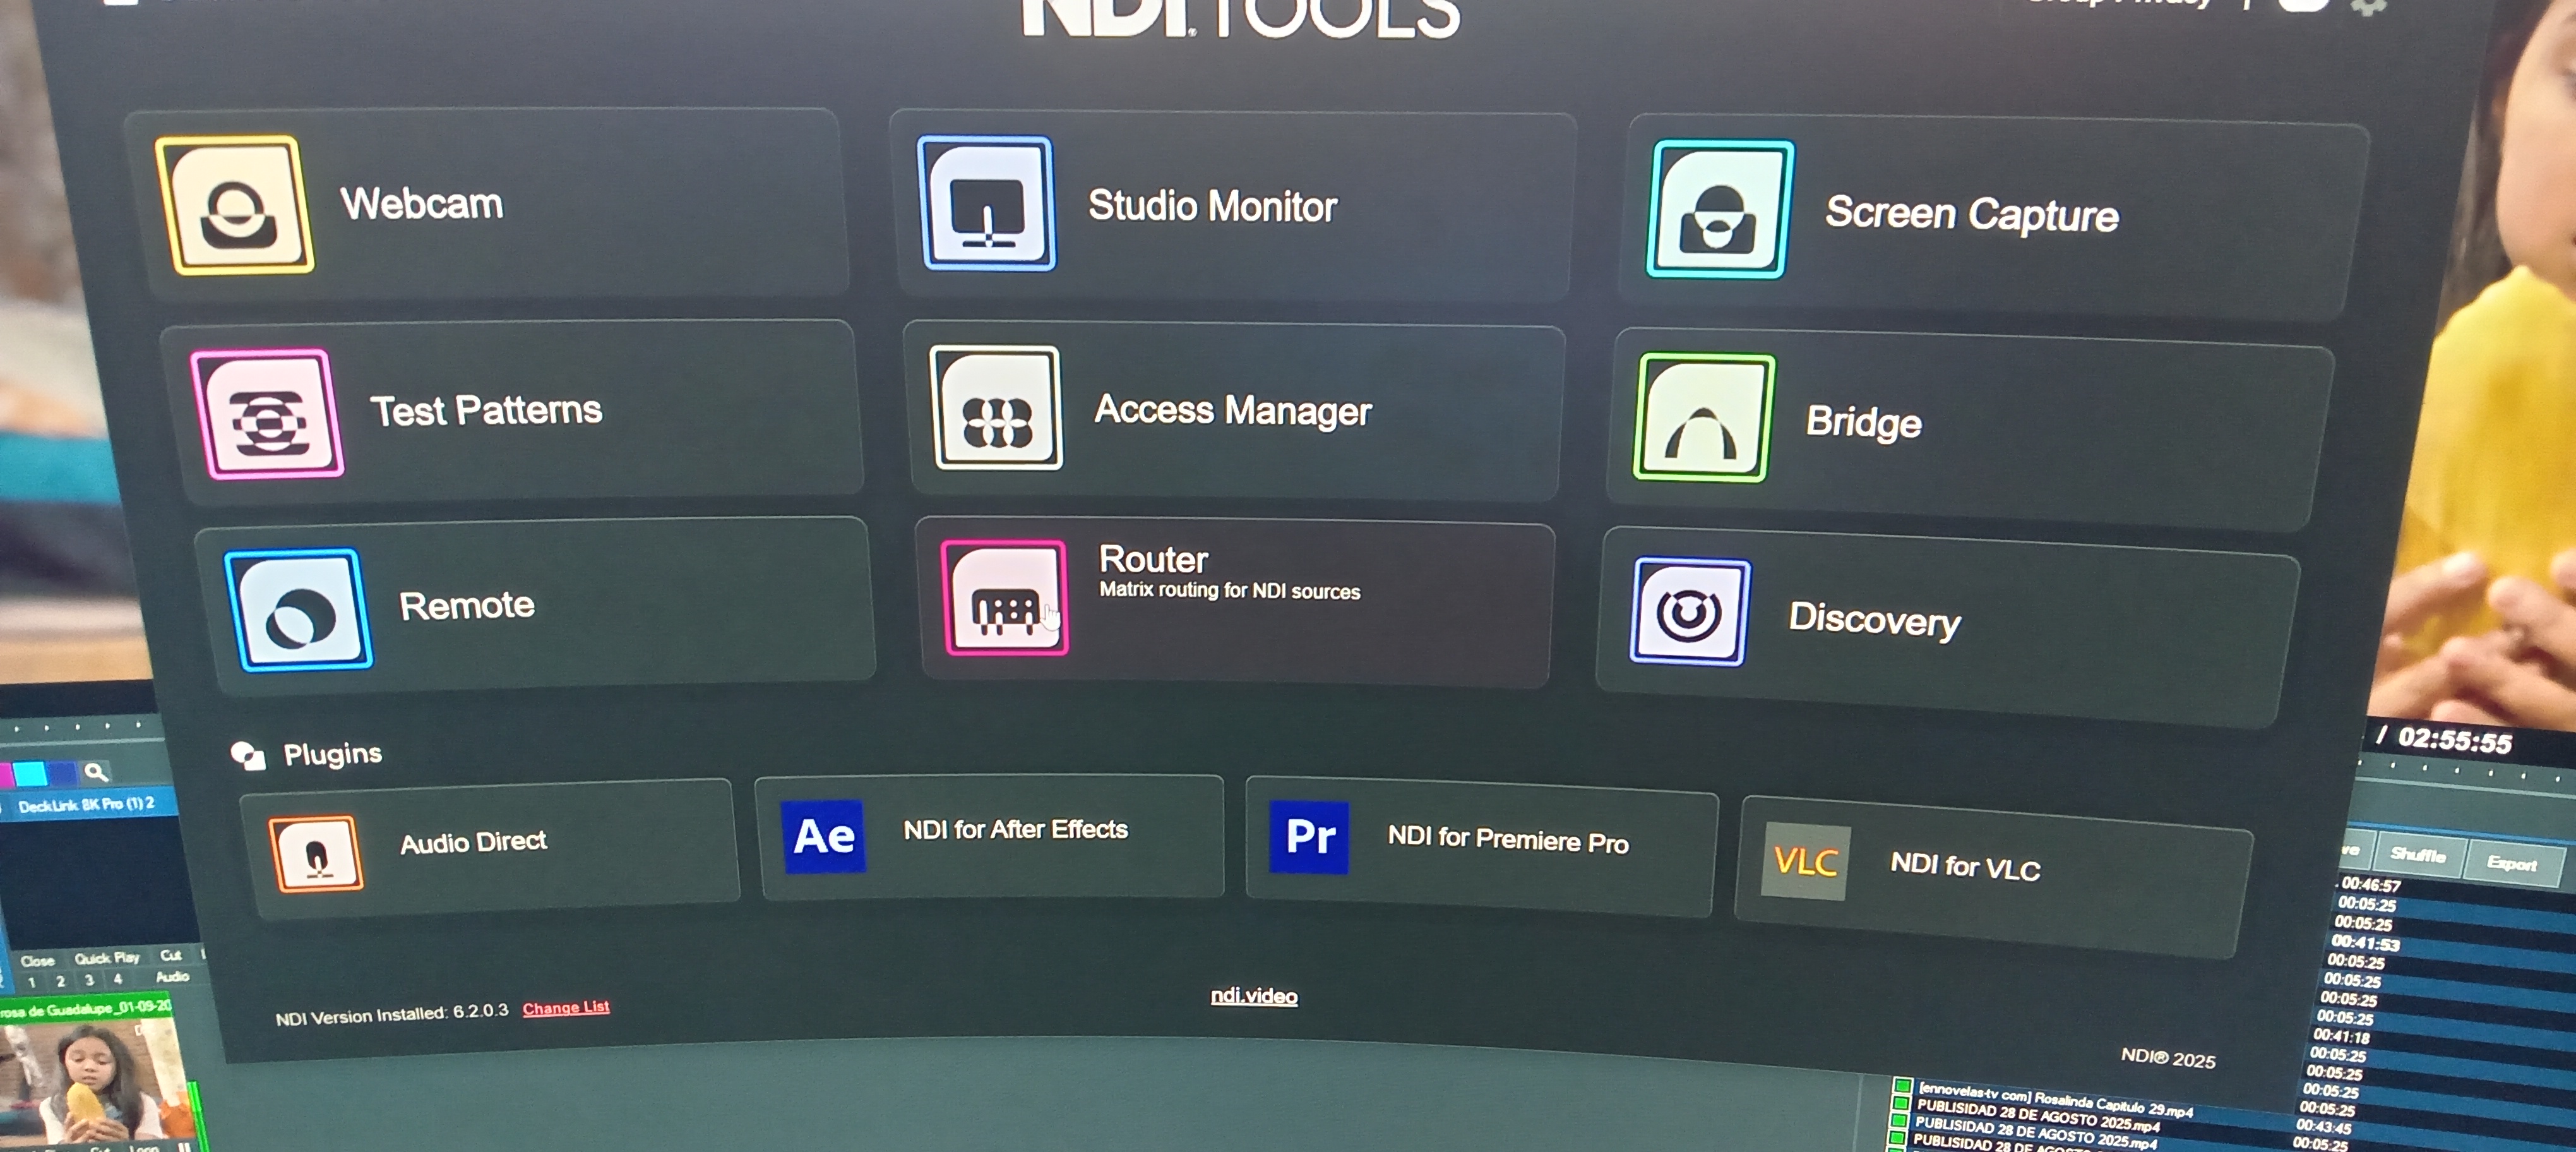 NDI. TOOLS
Group Privacy
Webcam
Studio Monitor
Screen Capture
Test Patterns
Access Manager
Bridge
Remote
Router
Matrix routing for NDI sources
Discovery
Plugins
/ 02:55:55
DeckLink 8K Pro (1) 2
Audio Direct
Ae NDI for After Effects
Pr NDI for Premiere Pro
VLC NDI for VLC
Shuffle Export
00:46:57
00:05:25
00:05:25
00:41:53
00:05:25
00:05:25
00:05:25
00:05:25
00:41:18
00:05:25
00:05:25
00:05:25
00:05:25
00:43:45
00:05:25
Close Quick Play Cut
1 2 3 4 Audio
rosa de Guadalupe_01-09-20
NDI Version Installed: 6.2.0.3 Change List
ndi.video
NDI® 2025
[ennovelas-tv com] Rosalinda Capitulo 29.mp4
PUBLISIDAD 28 DE AGOSTO 2025.mp4
PUBLISIDAD 28 DE AGOSTO 2025.mp4
PUBLISIDAD 28 DE AGOSTO 2025.mp4